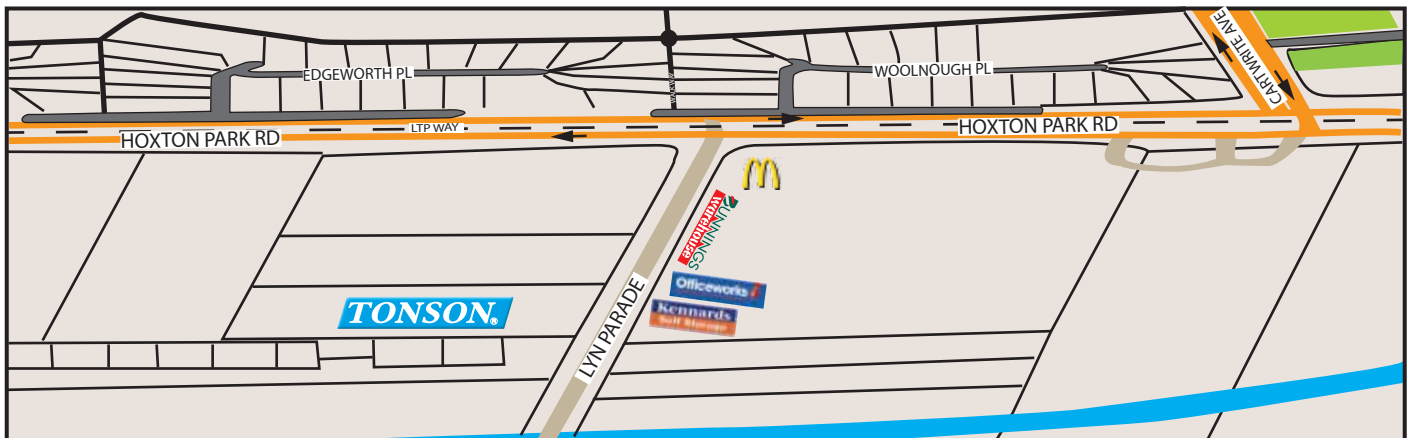 CARTWRITE AVE
EDGEWORTH PL
WOOLNOUGH PL
WALKWAY
LTP WAY
HOXTON PARK RD
HOXTON PARK RD
BUNNINGS
warehouse
Officeworks
TONSON®
Kennards
Self Storage
LYN PARADE